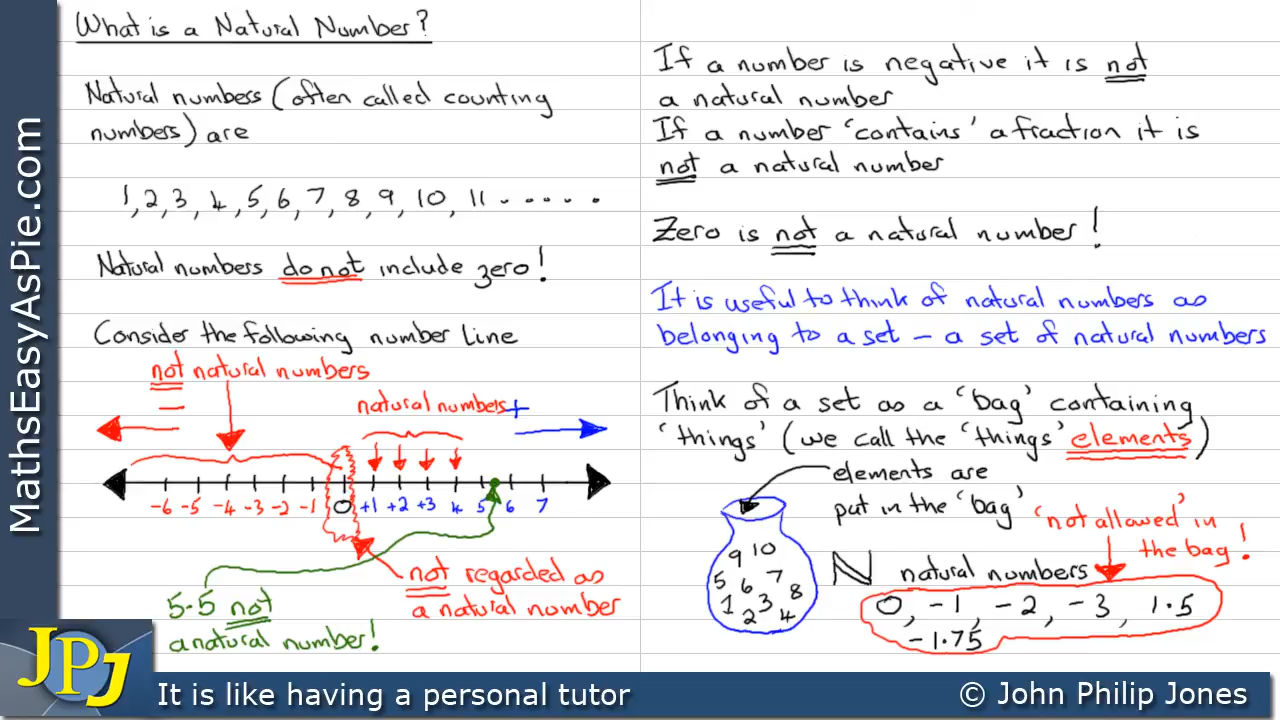 MathsEasyAsPie.com
What is a Natural Number?
Natural numbers (often called counting
numbers) are
1, 2, 3, 4, 5, 6, 7, 8, 9, 10, 11 . . . . .
Natural numbers do not include zero!
Consider the following number line
not natural numbers
natural numbers +
−
-6 -5 -4 -3 -2 -1 0 +1 +2 +3 4 5 6 7
not regarded as
a natural number
5.5 not
a natural number!
If a number is negative it is not
a natural number
If a number 'contains' a fraction it is
not a natural number
Zero is not a natural number!
It is useful to think of natural numbers as
belonging to a set – a set of natural numbers
Think of a set as a 'bag' containing
'things' (we call the 'things' elements)
elements are
put in the 'bag'
'not allowed' in
the bag!
9 10
5 6 7
1 3 8
2 4
N natural numbers
0, -1, -2, -3, 1.5
-1.75
JPJ
It is like having a personal tutor
© John Philip Jones